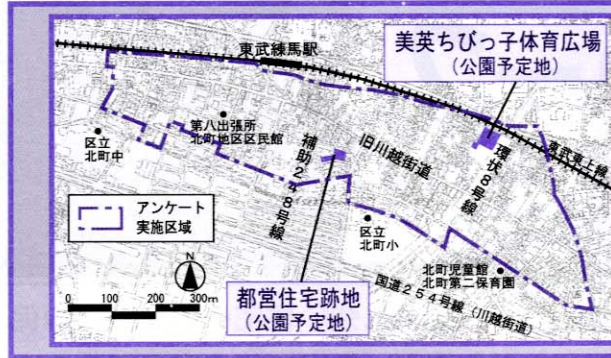 東武練馬駅
美英ちびっ子体育広場
(公園予定地)
第八出張所
北町地区区民館
区立
北町中
補助248号線
旧川越街道
環状8号線
東武東上線
アンケート
実施区域
区立
北町小
北町児童館
北町第二保育園
国道254号線(川越街道)
N
0 100 200 300m
都営住宅跡地
(公園予定地)